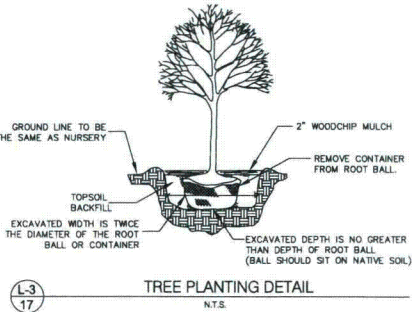 GROUND LINE TO BE
THE SAME AS NURSERY
2" WOODCHIP MULCH
REMOVE CONTAINER
FROM ROOT BALL.
TOPSOIL
BACKFILL
EXCAVATED WIDTH IS TWICE
THE DIAMETER OF THE ROOT
BALL OR CONTAINER
EXCAVATED DEPTH IS NO GREATER
THAN DEPTH OF ROOT BALL
(BALL SHOULD SIT ON NATIVE SOIL)
L-3
17
TREE PLANTING DETAIL
N.T.S.